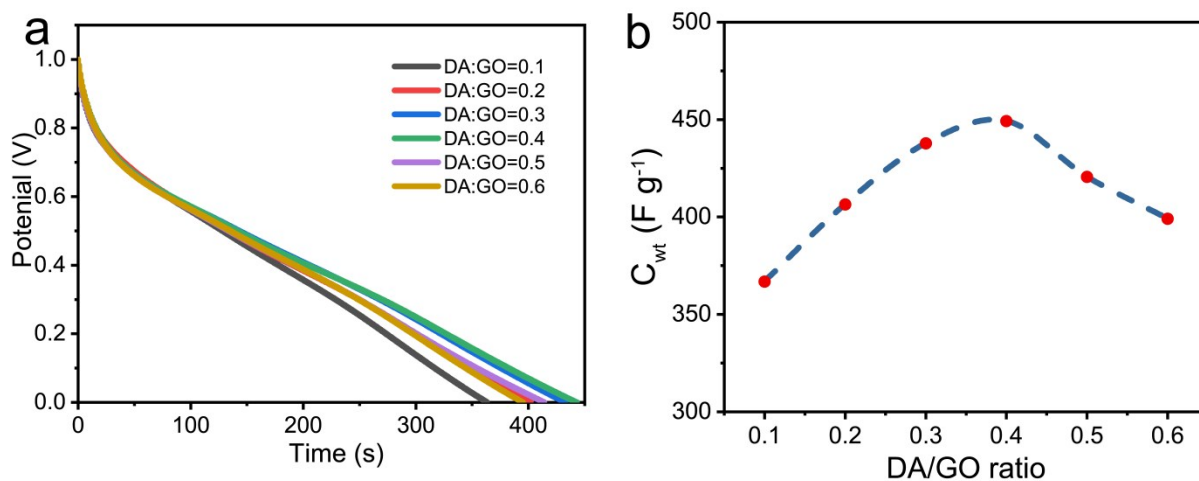 a
1.0
0.8
0.6
0.4
0.2
0.0
Potenial (V)
0
100
200
300
400
Time (s)
DA:GO=0.1
DA:GO=0.2
DA:GO=0.3
DA:GO=0.4
DA:GO=0.5
DA:GO=0.6
b
500
450
400
350
300
C_wt (F g⁻¹)
0.1
0.2
0.3
0.4
0.5
0.6
DA/GO ratio